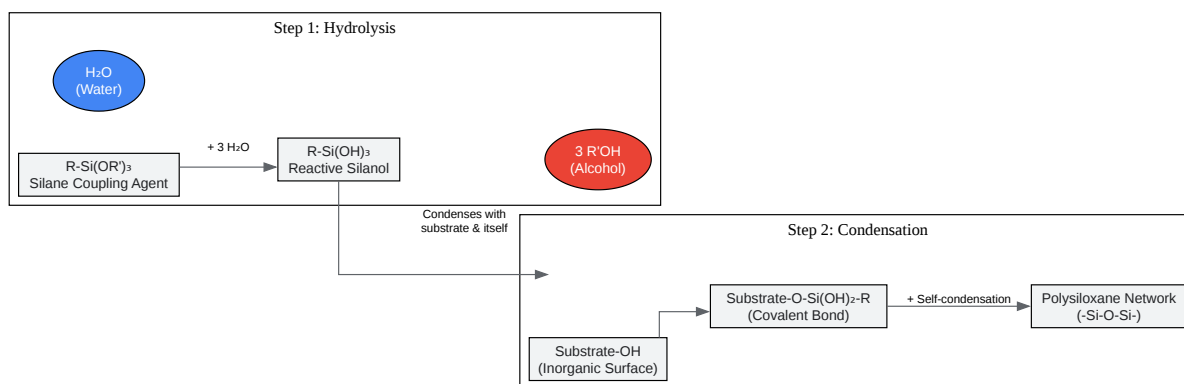 Step 1: Hydrolysis
H₂O
(Water)
+ 3 H₂O
R-Si(OR')₃
Silane Coupling Agent
R-Si(OH)₃
Reactive Silanol
3 R'OH
(Alcohol)
Condenses with
substrate & itself
Step 2: Condensation
Substrate-OH
(Inorganic Surface)
Substrate-O-Si(OH)₂-R
(Covalent Bond)
+ Self-condensation
Polysiloxane Network
(-Si-O-Si-)